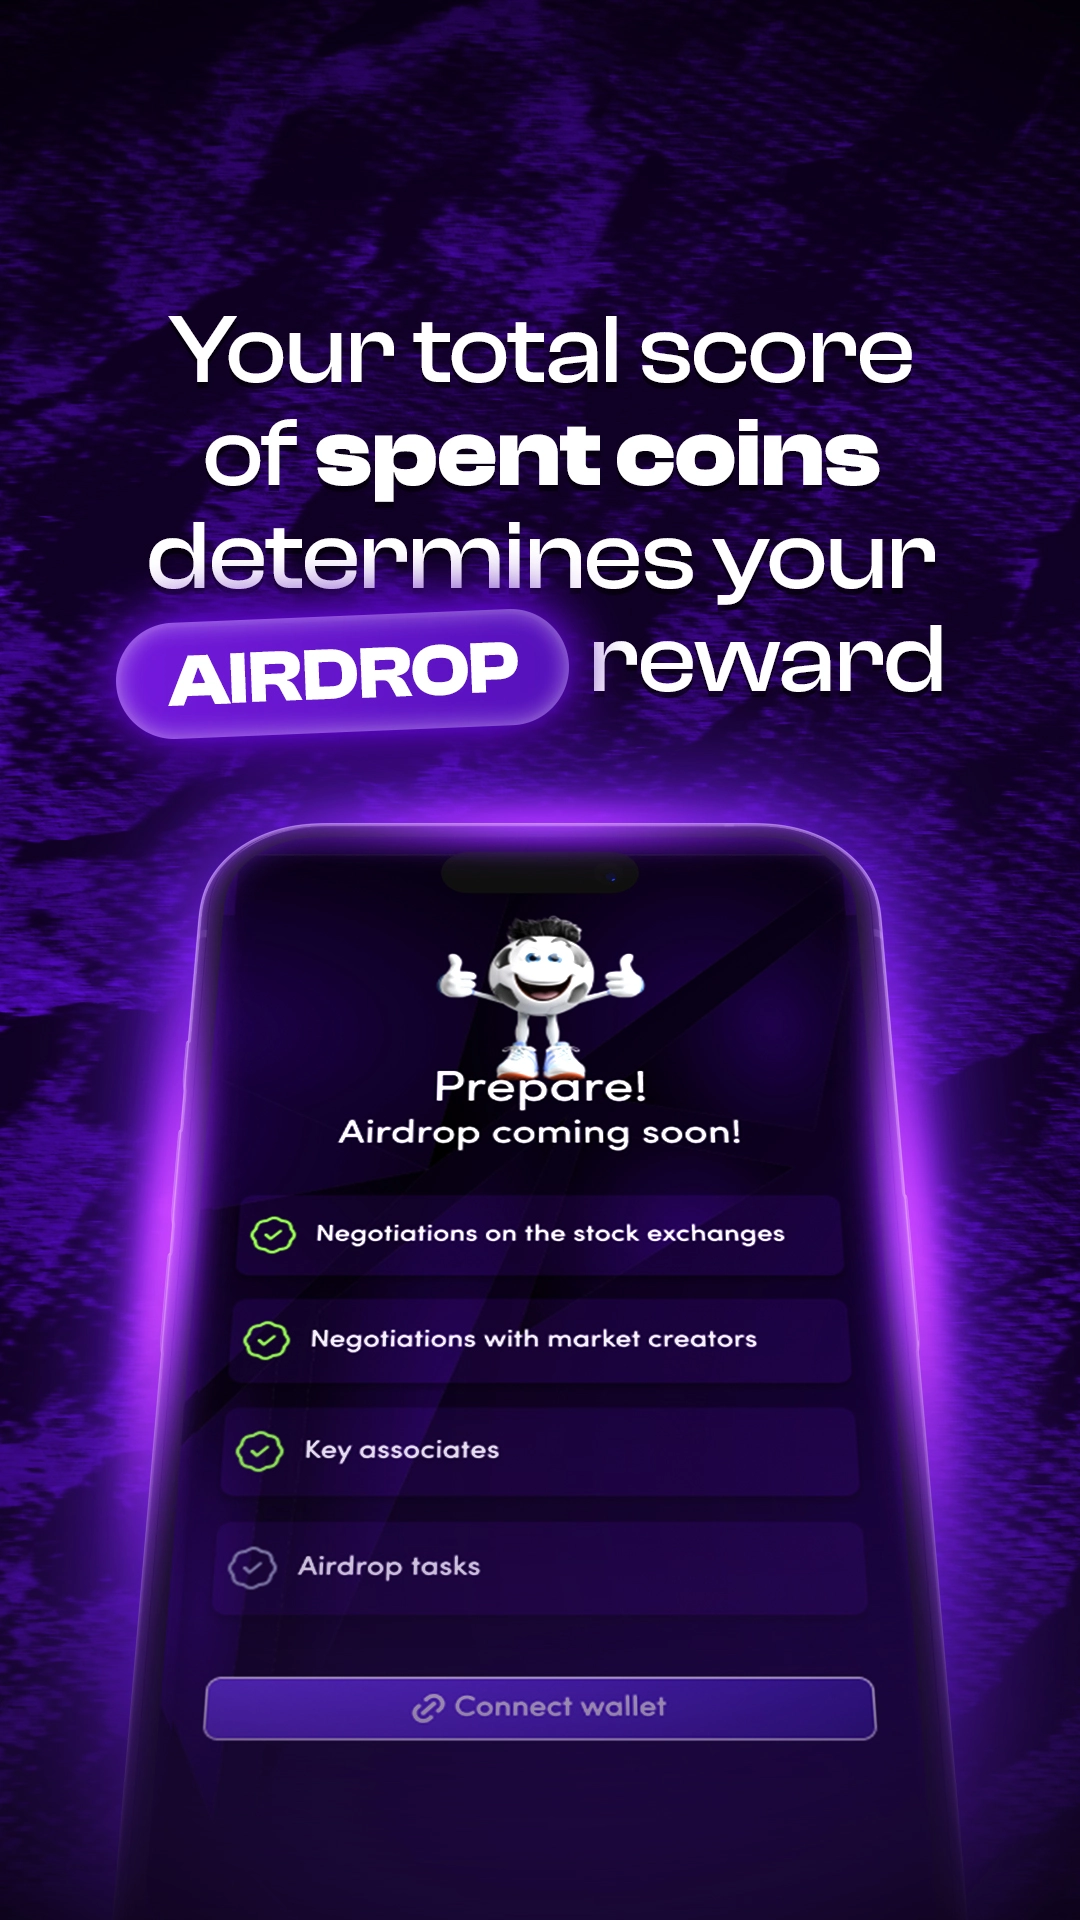 Your total score
of spent coins
determines your
AIRDROP reward
Prepare!
Airdrop coming soon!
Negotiations on the stock exchanges
Negotiations with market creators
Key associates
Airdrop tasks
Connect wallet